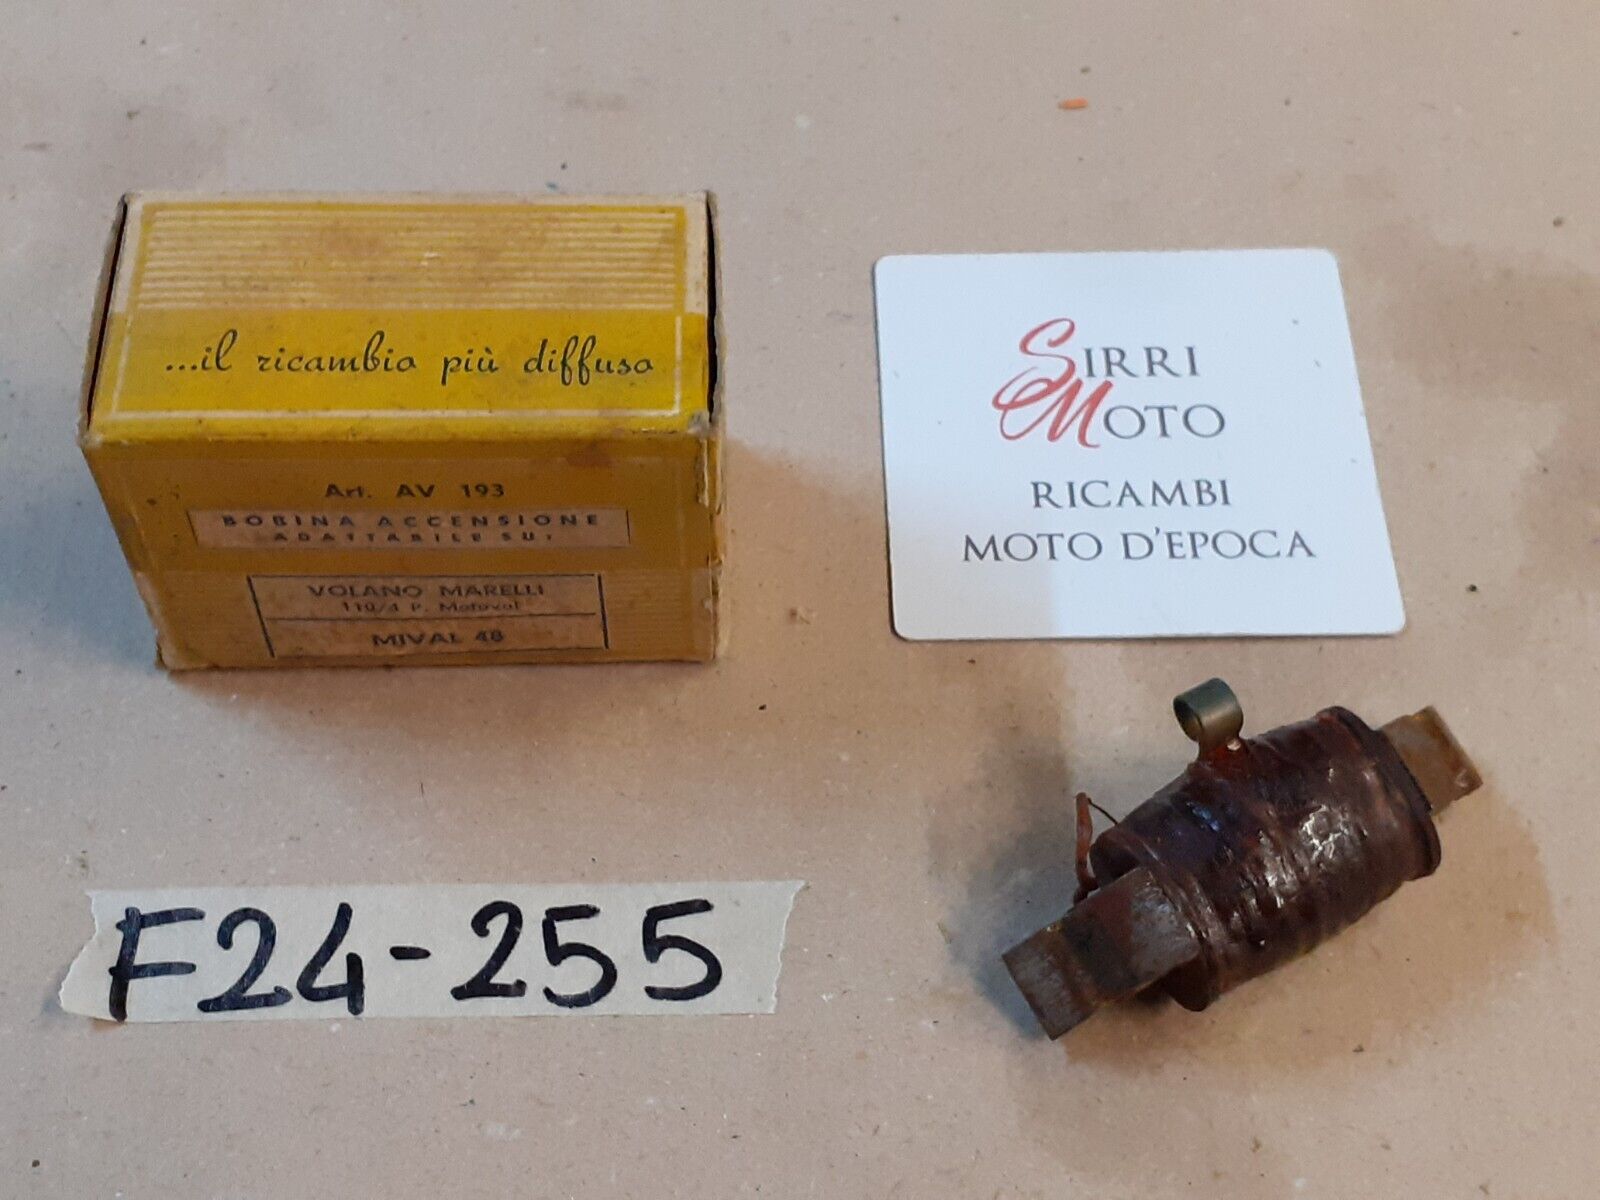 ...il ricambio più diffuso
Art. AV 193
BOBINA ACCENSIONE
ADATTABILE SU:
VOLANO MARELLI
110/4 P. Motoval
MIVAL 48
SIRRI
MOTO
RICAMBI
MOTO D'EPOCA
F24-255